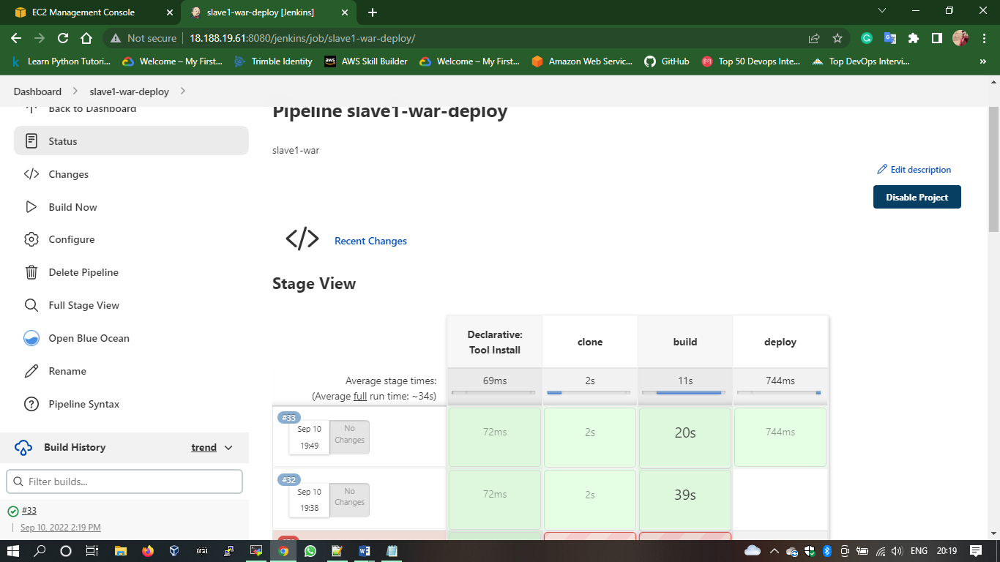 EC2 Management Console
slave1-war-deploy [Jenkins]
Not secure
18.188.19.61:8080/jenkins/job/slave1-war-deploy/
Learn Python Tutori...
Welcome – My First...
Trimble Identity
aws
AWS Skill Builder
Welcome – My First...
Amazon Web Servic...
GitHub
Top 50 Devops Inte...
Top DevOps Intervi...
»
Dashboard
slave1-war-deploy
Back to Dashboard
Status
Changes
Build Now
Configure
Delete Pipeline
Full Stage View
Open Blue Ocean
Rename
Pipeline Syntax
Build History
trend
Filter builds...
#33
Sep 10, 2022 2:19 PM
Pipeline slave1-war-deploy
slave1-war
Edit description
Disable Project
Recent Changes
Stage View
Declarative:
Tool Install
clone
build
deploy
Average stage times:
(Average full run time: ~34s)
69ms
2s
11s
744ms
#33
Sep 10
19:49
No
Changes
72ms
2s
20s
744ms
#32
Sep 10
19:38
No
Changes
72ms
2s
39s
ENG
20:19